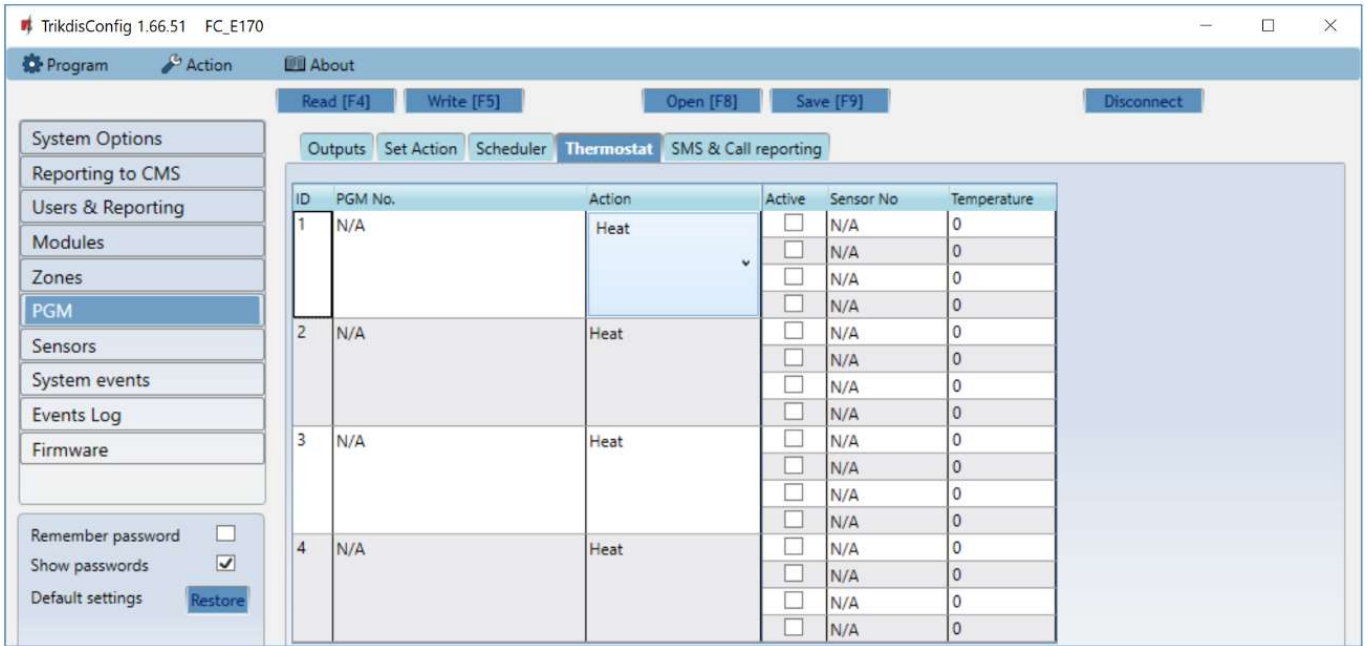 TrikdisConfig 1.66.51 FC_E170
Program Action About
Read [F4] Write [F5] Open [F8] Save [F9] Disconnect
System Options
Reporting to CMS
Users & Reporting
Modules
Zones
PGM
Sensors
System events
Events Log
Firmware
Remember password
Show passwords
Default settings Restore
Outputs Set Action Scheduler Thermostat SMS & Call reporting
ID PGM No. Action Active Sensor No Temperature
1 N/A Heat N/A 0
N/A 0
N/A 0
N/A 0
2 N/A Heat N/A 0
N/A 0
N/A 0
N/A 0
3 N/A Heat N/A 0
N/A 0
N/A 0
N/A 0
4 N/A Heat N/A 0
N/A 0
N/A 0
N/A 0